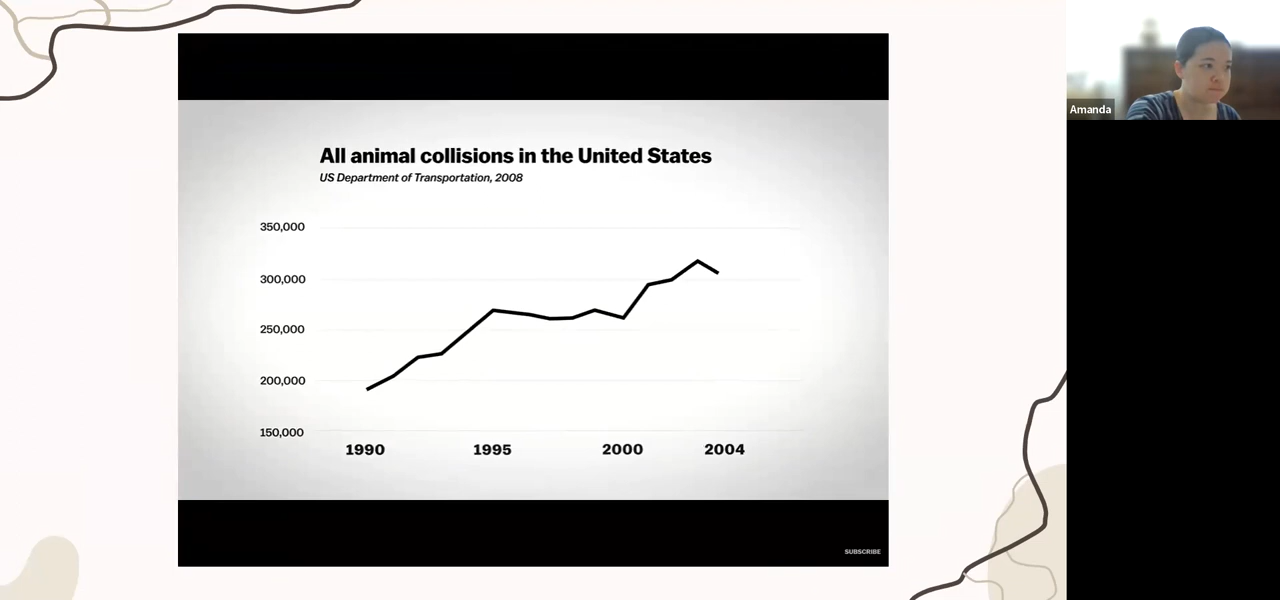 All animal collisions in the United States
US Department of Transportation, 2008
350,000
300,000
250,000
200,000
150,000
1990 1995 2000 2004
SUBSCRIBE
Amanda